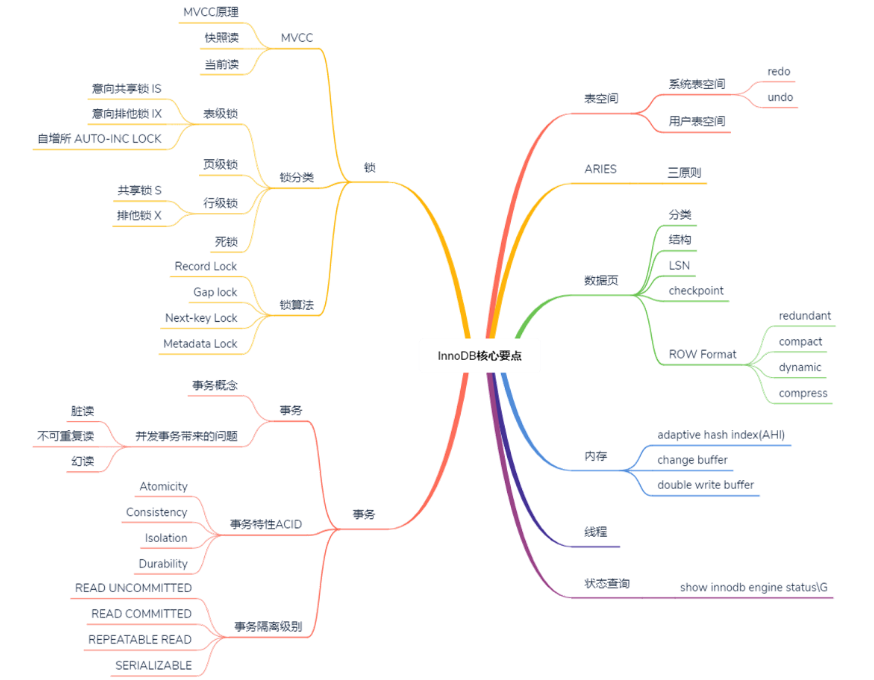 InnoDB核心要点
表空间
系统表空间
redo
undo
用户表空间
ARIES
三原则
数据页
分类
结构
LSN
checkpoint
ROW Format
redundant
compact
dynamic
compress
内存
adaptive hash index(AHI)
change buffer
double write buffer
线程
状态查询
show innodb engine status\G
锁
MVCC
MVCC原理
快照读
当前读
锁分类
表级锁
意向共享锁 IS
意向排他锁 IX
自增所 AUTO-INC LOCK
页级锁
行级锁
共享锁 S
排他锁 X
死锁
锁算法
Record Lock
Gap lock
Next-key Lock
Metadata Lock
事务
事务
事务概念
并发事务带来的问题
脏读
不可重复读
幻读
事务特性ACID
Atomicity
Consistency
Isolation
Durability
事务隔离级别
READ UNCOMMITTED
READ COMMITTED
REPEATABLE READ
SERIALIZABLE